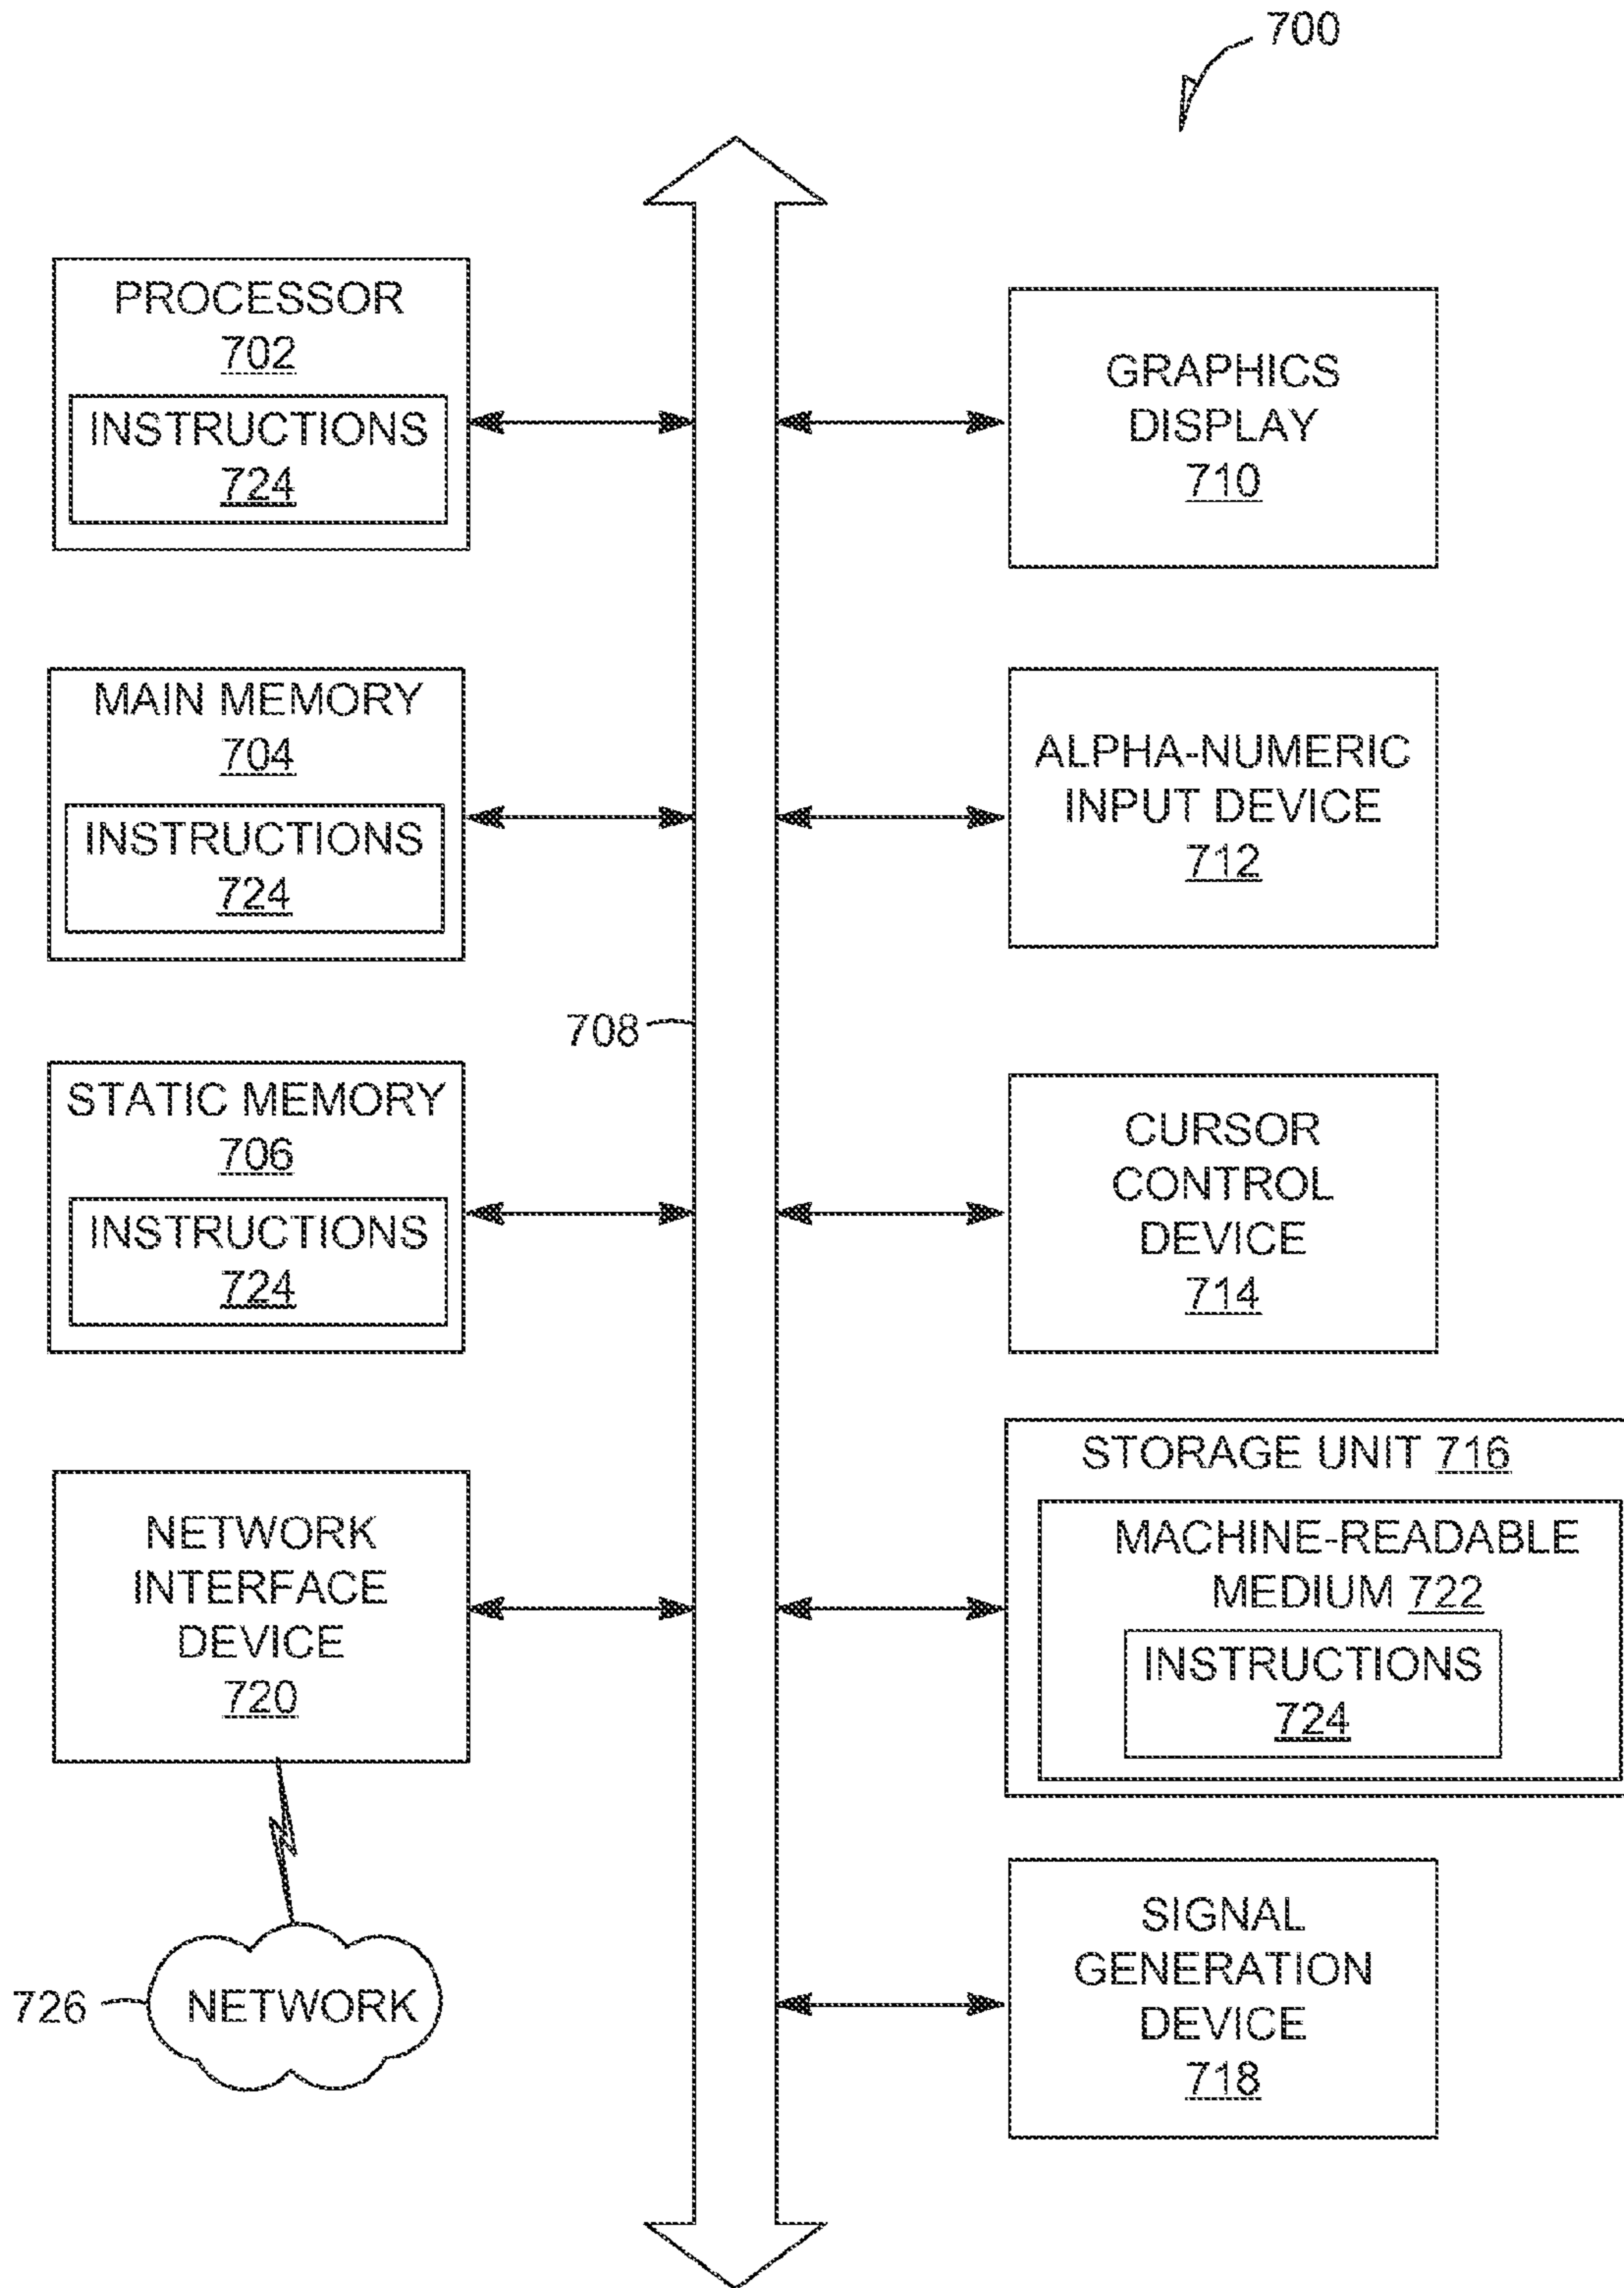 700
PROCESSOR
702
INSTRUCTIONS
724
GRAPHICS
DISPLAY
710
MAIN MEMORY
704
INSTRUCTIONS
724
ALPHA-NUMERIC
INPUT DEVICE
712
708
STATIC MEMORY
706
INSTRUCTIONS
724
CURSOR
CONTROL
DEVICE
714
NETWORK
INTERFACE
DEVICE
720
STORAGE UNIT 716
MACHINE-READABLE
MEDIUM 722
INSTRUCTIONS
724
726
NETWORK
SIGNAL
GENERATION
DEVICE
718